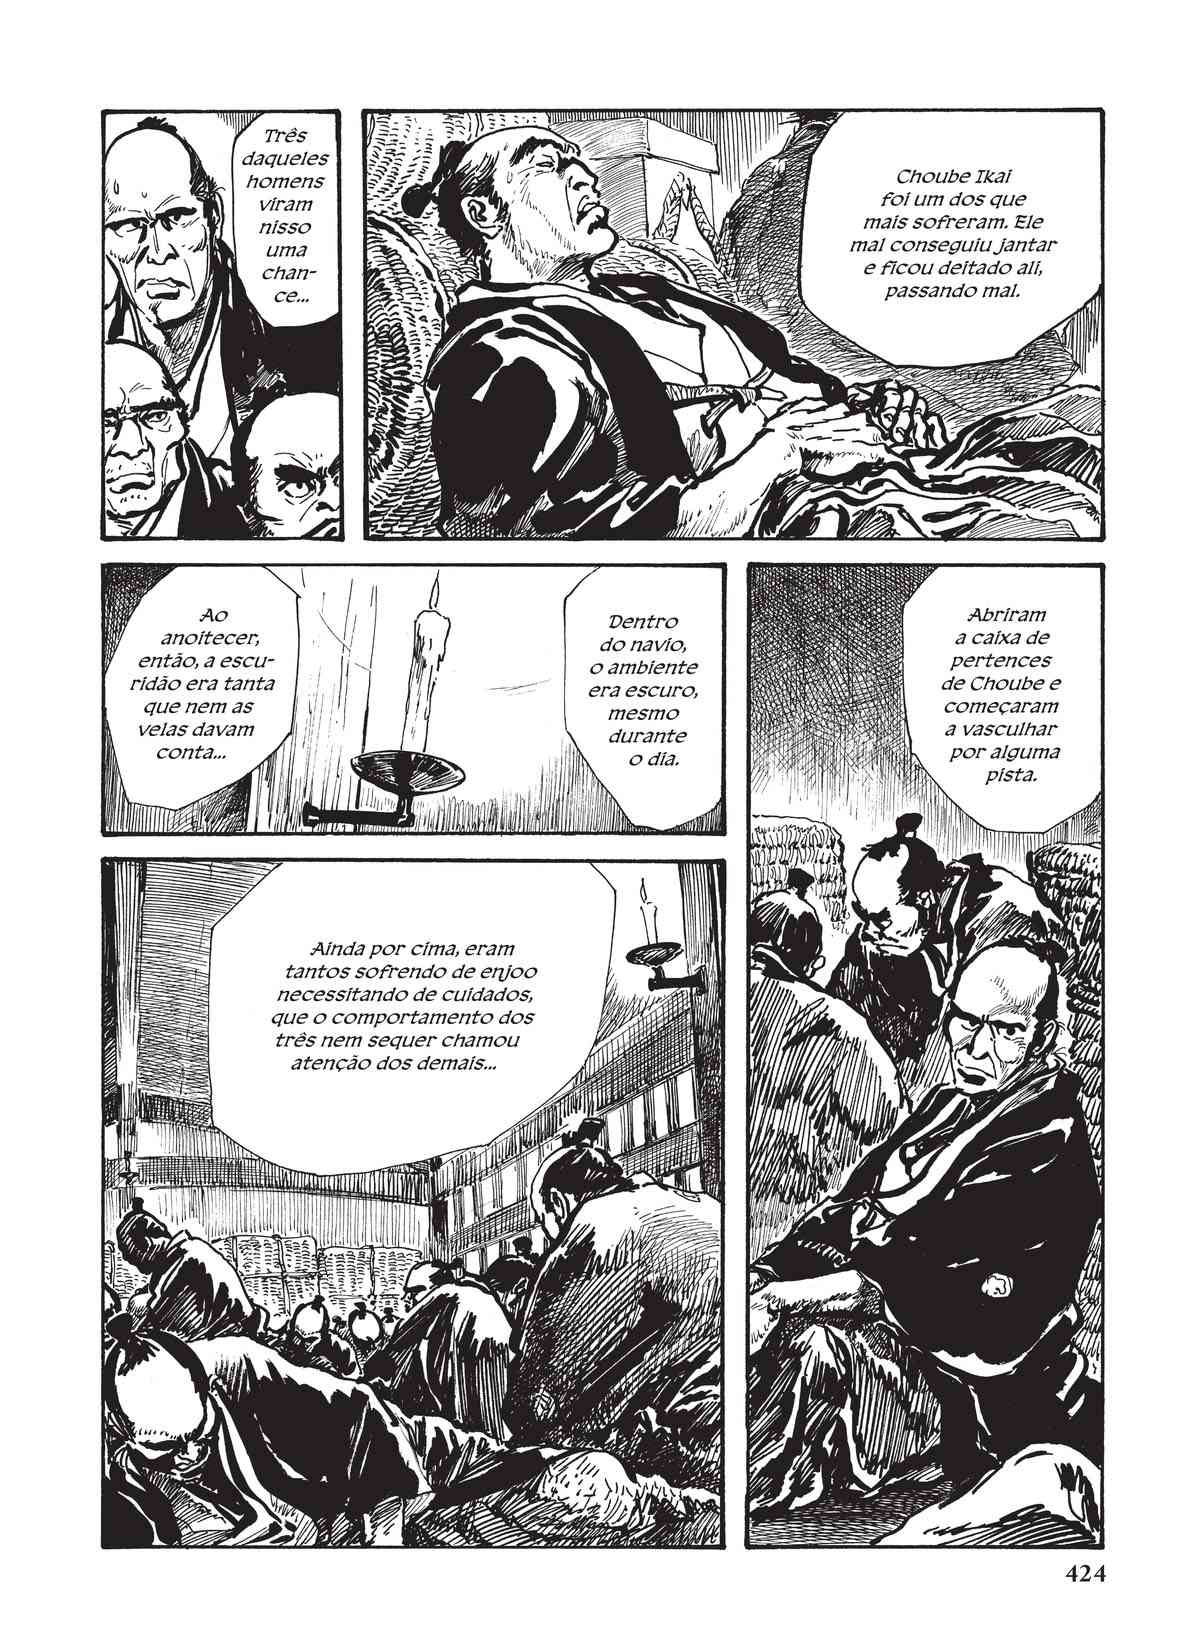 Choube Ikai
foi um dos que
mais sofreram. Ele
mal conseguiu jantar
e ficou deitado ali,
passando mal.
Três
daqueles
homens
viram
nisso
uma
chan-
ce...
Abriram
a caixa de
pertences
de Choube e
começaram
a vasculhar
por alguma
pista.
Dentro
do navio,
o ambiente
era escuro,
mesmo
durante
o dia.
Ao
anoitecer,
então, a escu-
ridão era tanta
que nem as
velas davam
conta...
Ainda por cima, eram
tantos sofrendo de enjoo
necessitando de cuidados,
que o comportamento dos
três nem sequer chamou
atenção dos demais...
424